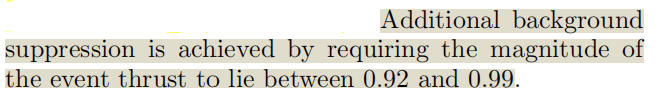 Additional background
suppression is achieved by requiring the magnitude of
the event thrust to lie between 0.92 and 0.99.